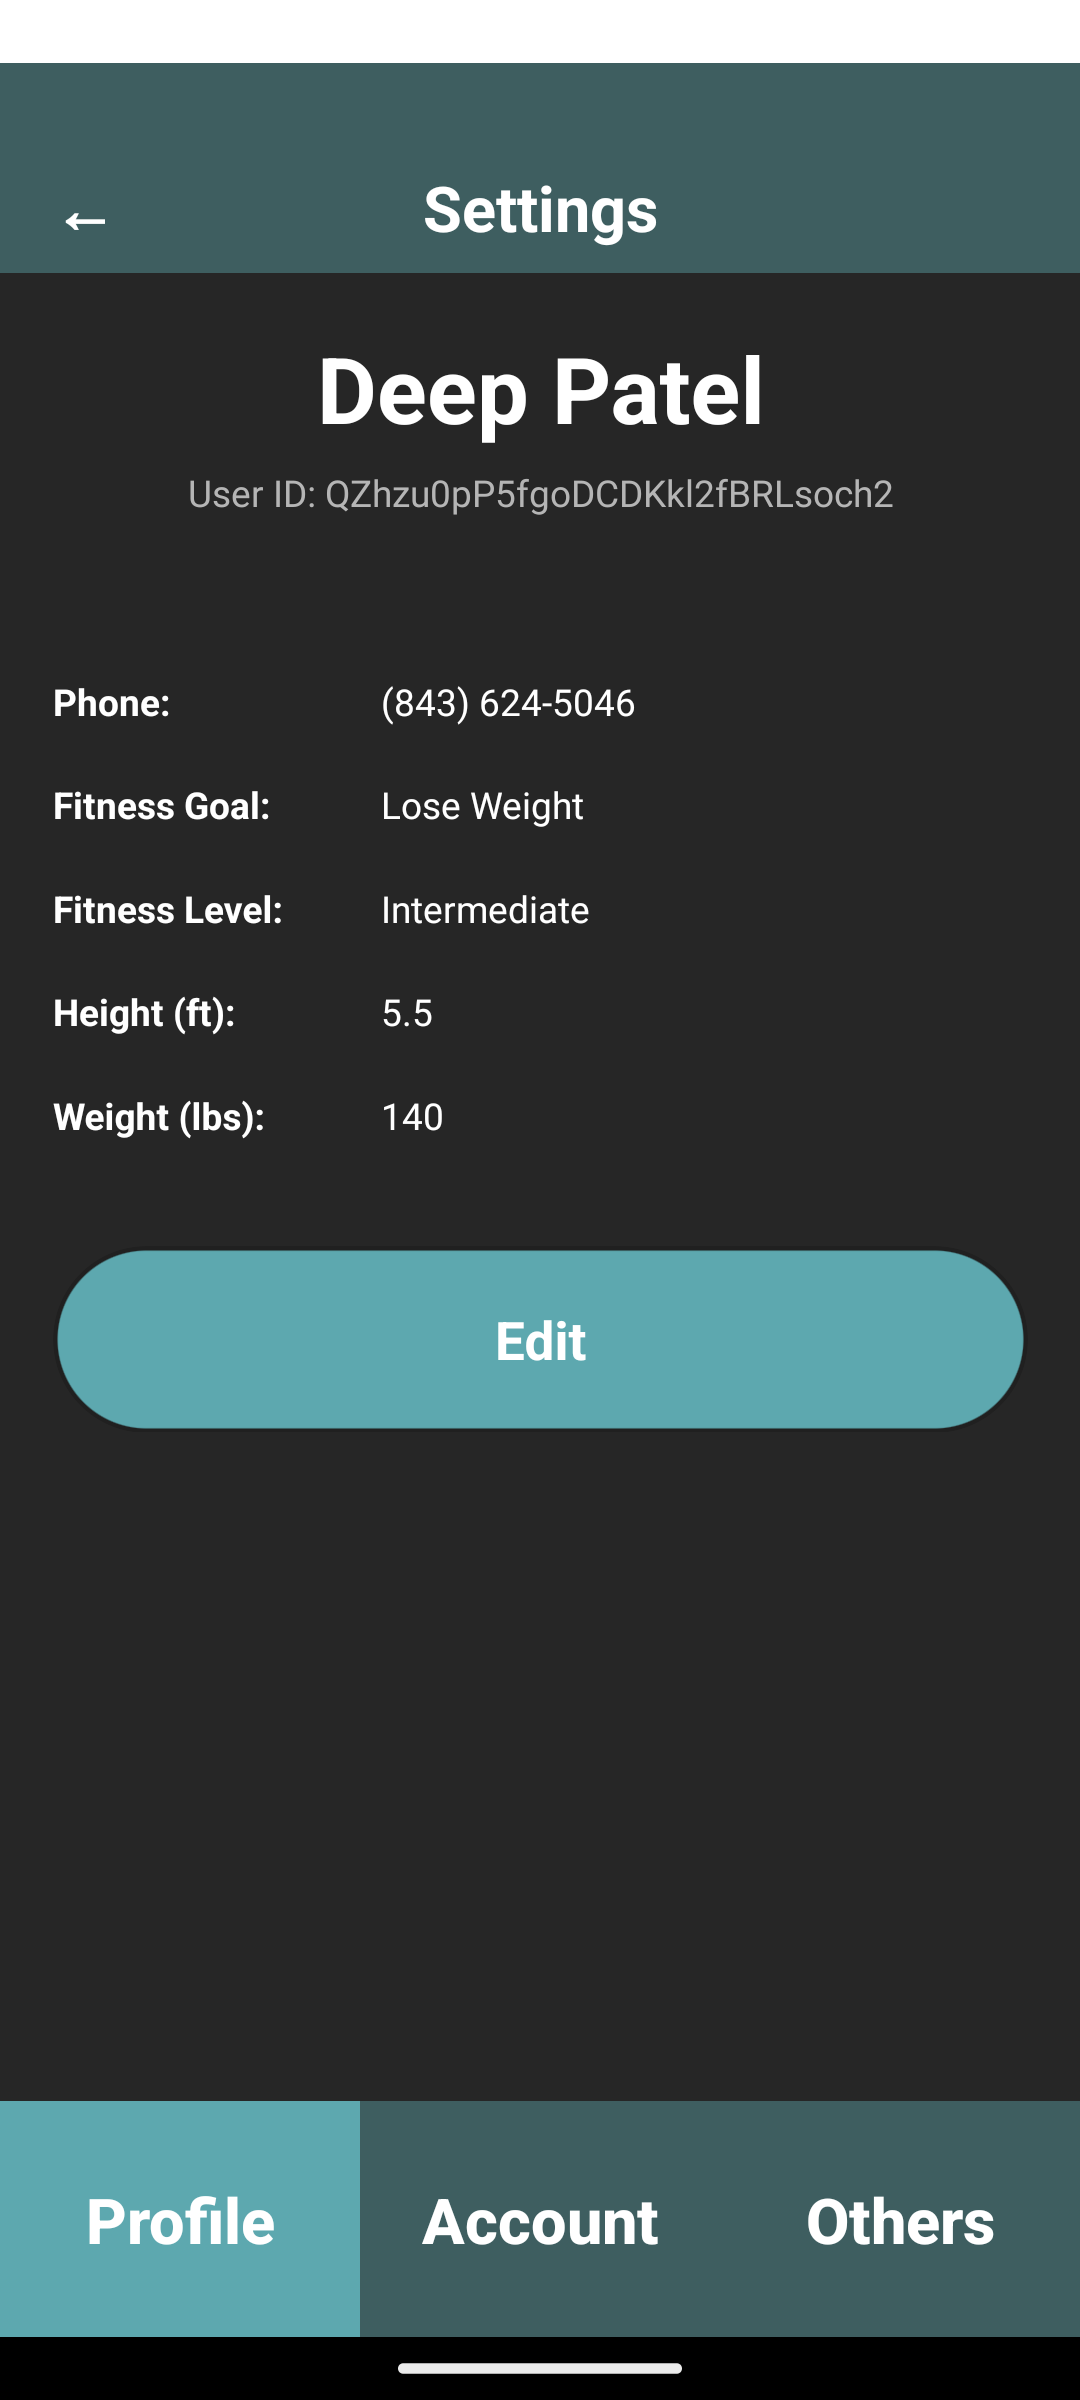 ←
Settings
Deep Patel
User ID: QZhzu0pP5fgoDCDKkl2fBRLsoch2
Phone: (843) 624-5046
Fitness Goal: Lose Weight
Fitness Level: Intermediate
Height (ft): 5.5
Weight (lbs): 140
Edit
Profile Account Others